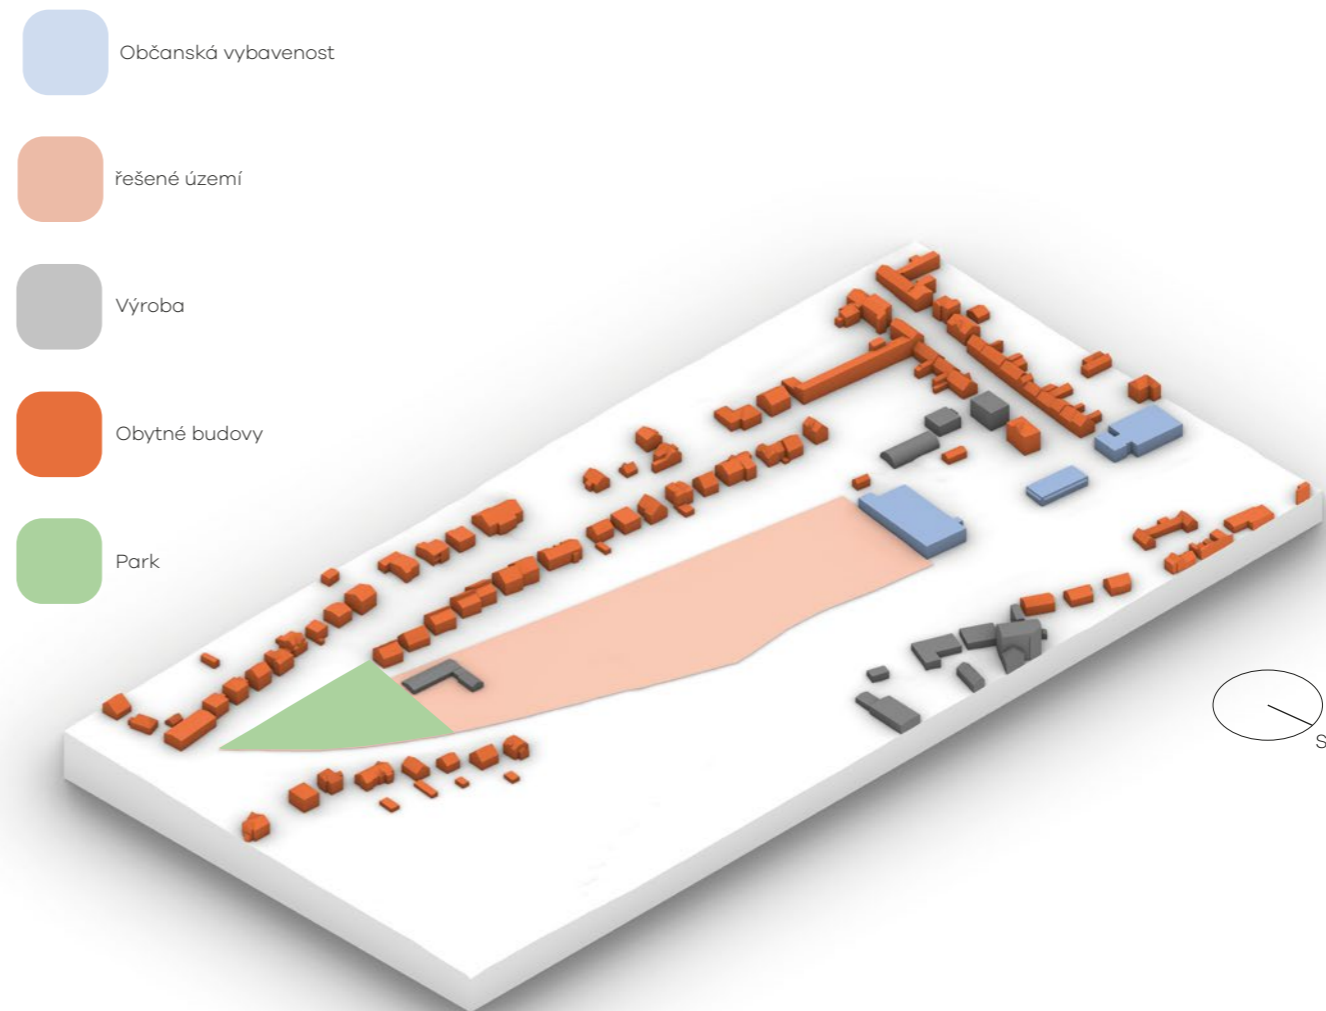 Občanská vybavenost
řešené území
Výroba
Obytné budovy
Park
S